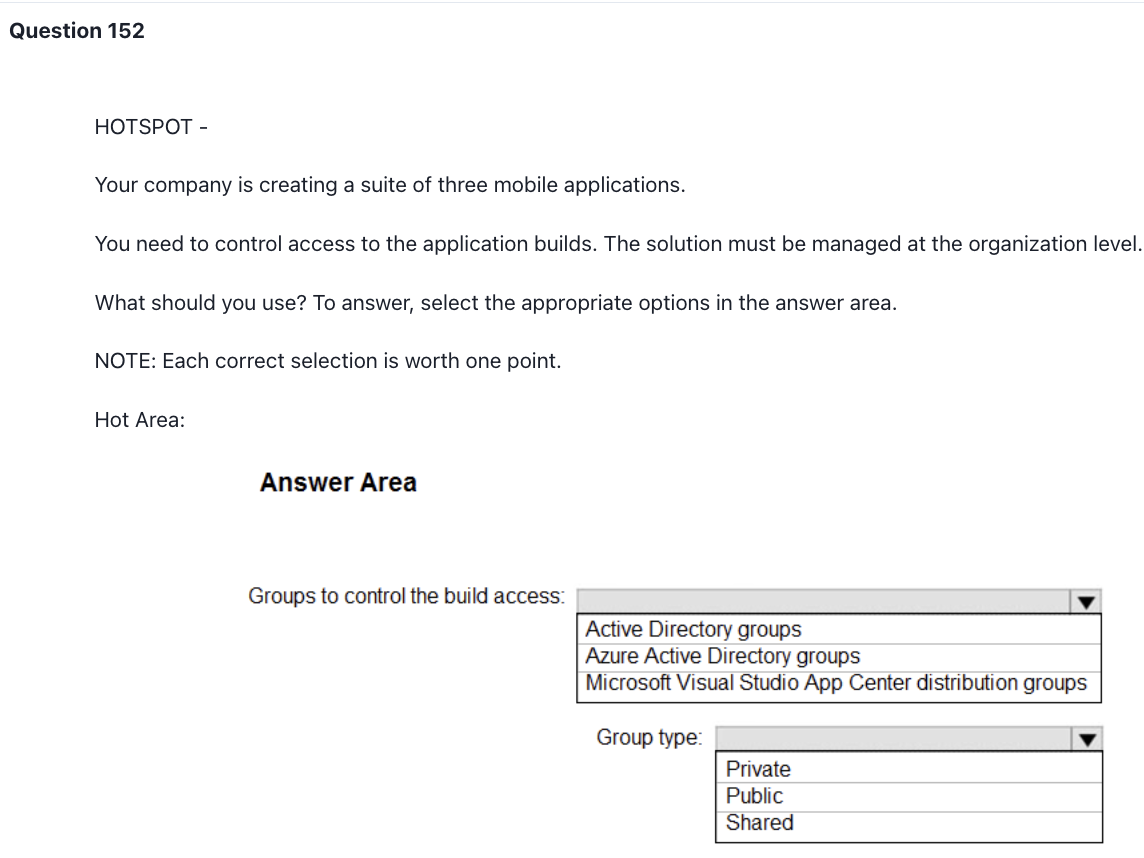 Question 152
HOTSPOT -
Your company is creating a suite of three mobile applications.
You need to control access to the application builds. The solution must be managed at the organization level.
What should you use? To answer, select the appropriate options in the answer area.
NOTE: Each correct selection is worth one point.
Hot Area:
Answer Area
Groups to control the build access:
Active Directory groups
Azure Active Directory groups
Microsoft Visual Studio App Center distribution groups
Group type:
Private
Public
Shared